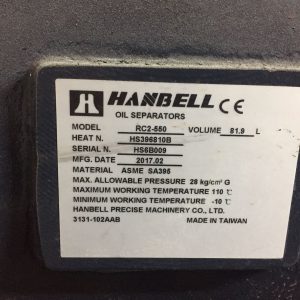 HANBELL CE
OIL SEPARATORS
MODEL RC2-550 VOLUME 81.9 L
HEAT N. HS396810B
SERIAL N. HS6B009
MFG. DATE 2017.02
MATERIAL ASME SA395
MAX. ALLOWABLE PRESSURE 28 kg/cm² G
MAXIMUM WORKING TEMPERATURE 110 ℃
MINIMUM WORKING TEMPERATURE -10 ℃
HANBELL PRECISE MACHINERY CO., LTD.
3131-102AAB MADE IN TAIWAN